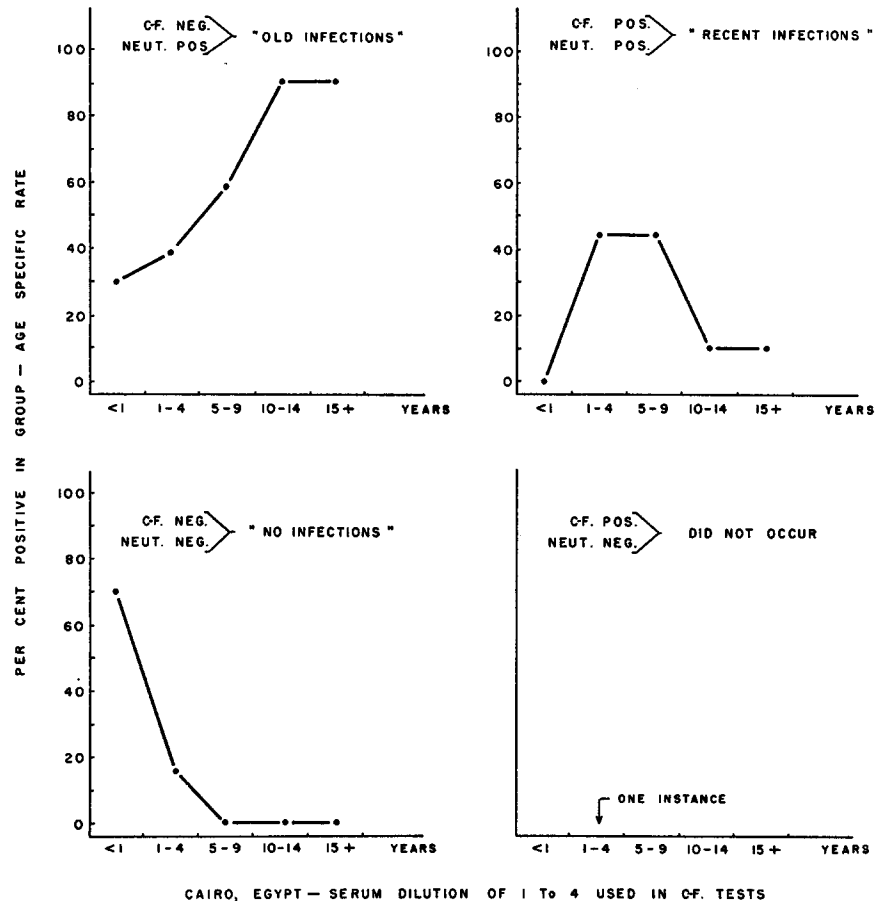 C-F. NEG.
NEUT. POS.
"OLD INFECTIONS"
100
80
60
40
20
0
<1 1-4 5-9 10-14 15+ YEARS
C-F. POS.
NEUT. POS.
"RECENT INFECTIONS"
100
80
60
40
20
0
<1 1-4 5-9 10-14 15+ YEARS
PER CENT POSITIVE IN GROUP — AGE SPECIFIC RATE
C-F. NEG.
NEUT. NEG.
"NO INFECTIONS"
100
80
60
40
20
0
<1 1-4 5-9 10-14 15+ YEARS
C-F. POS.
NEUT. NEG.
DID NOT OCCUR
ONE INSTANCE
<1 1-4 5-9 10-14 15+ YEARS
CAIRO, EGYPT — SERUM DILUTION OF 1 To 4 USED IN C-F. TESTS